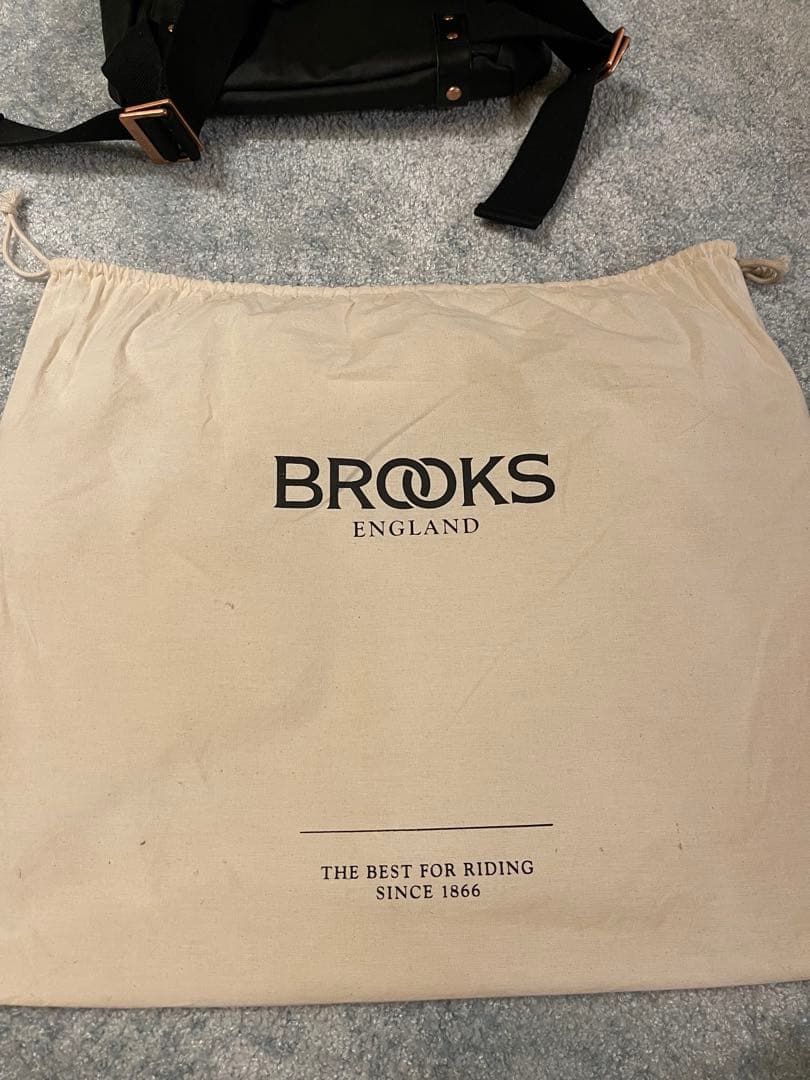 BROOKS
ENGLAND
THE BEST FOR RIDING
SINCE 1866